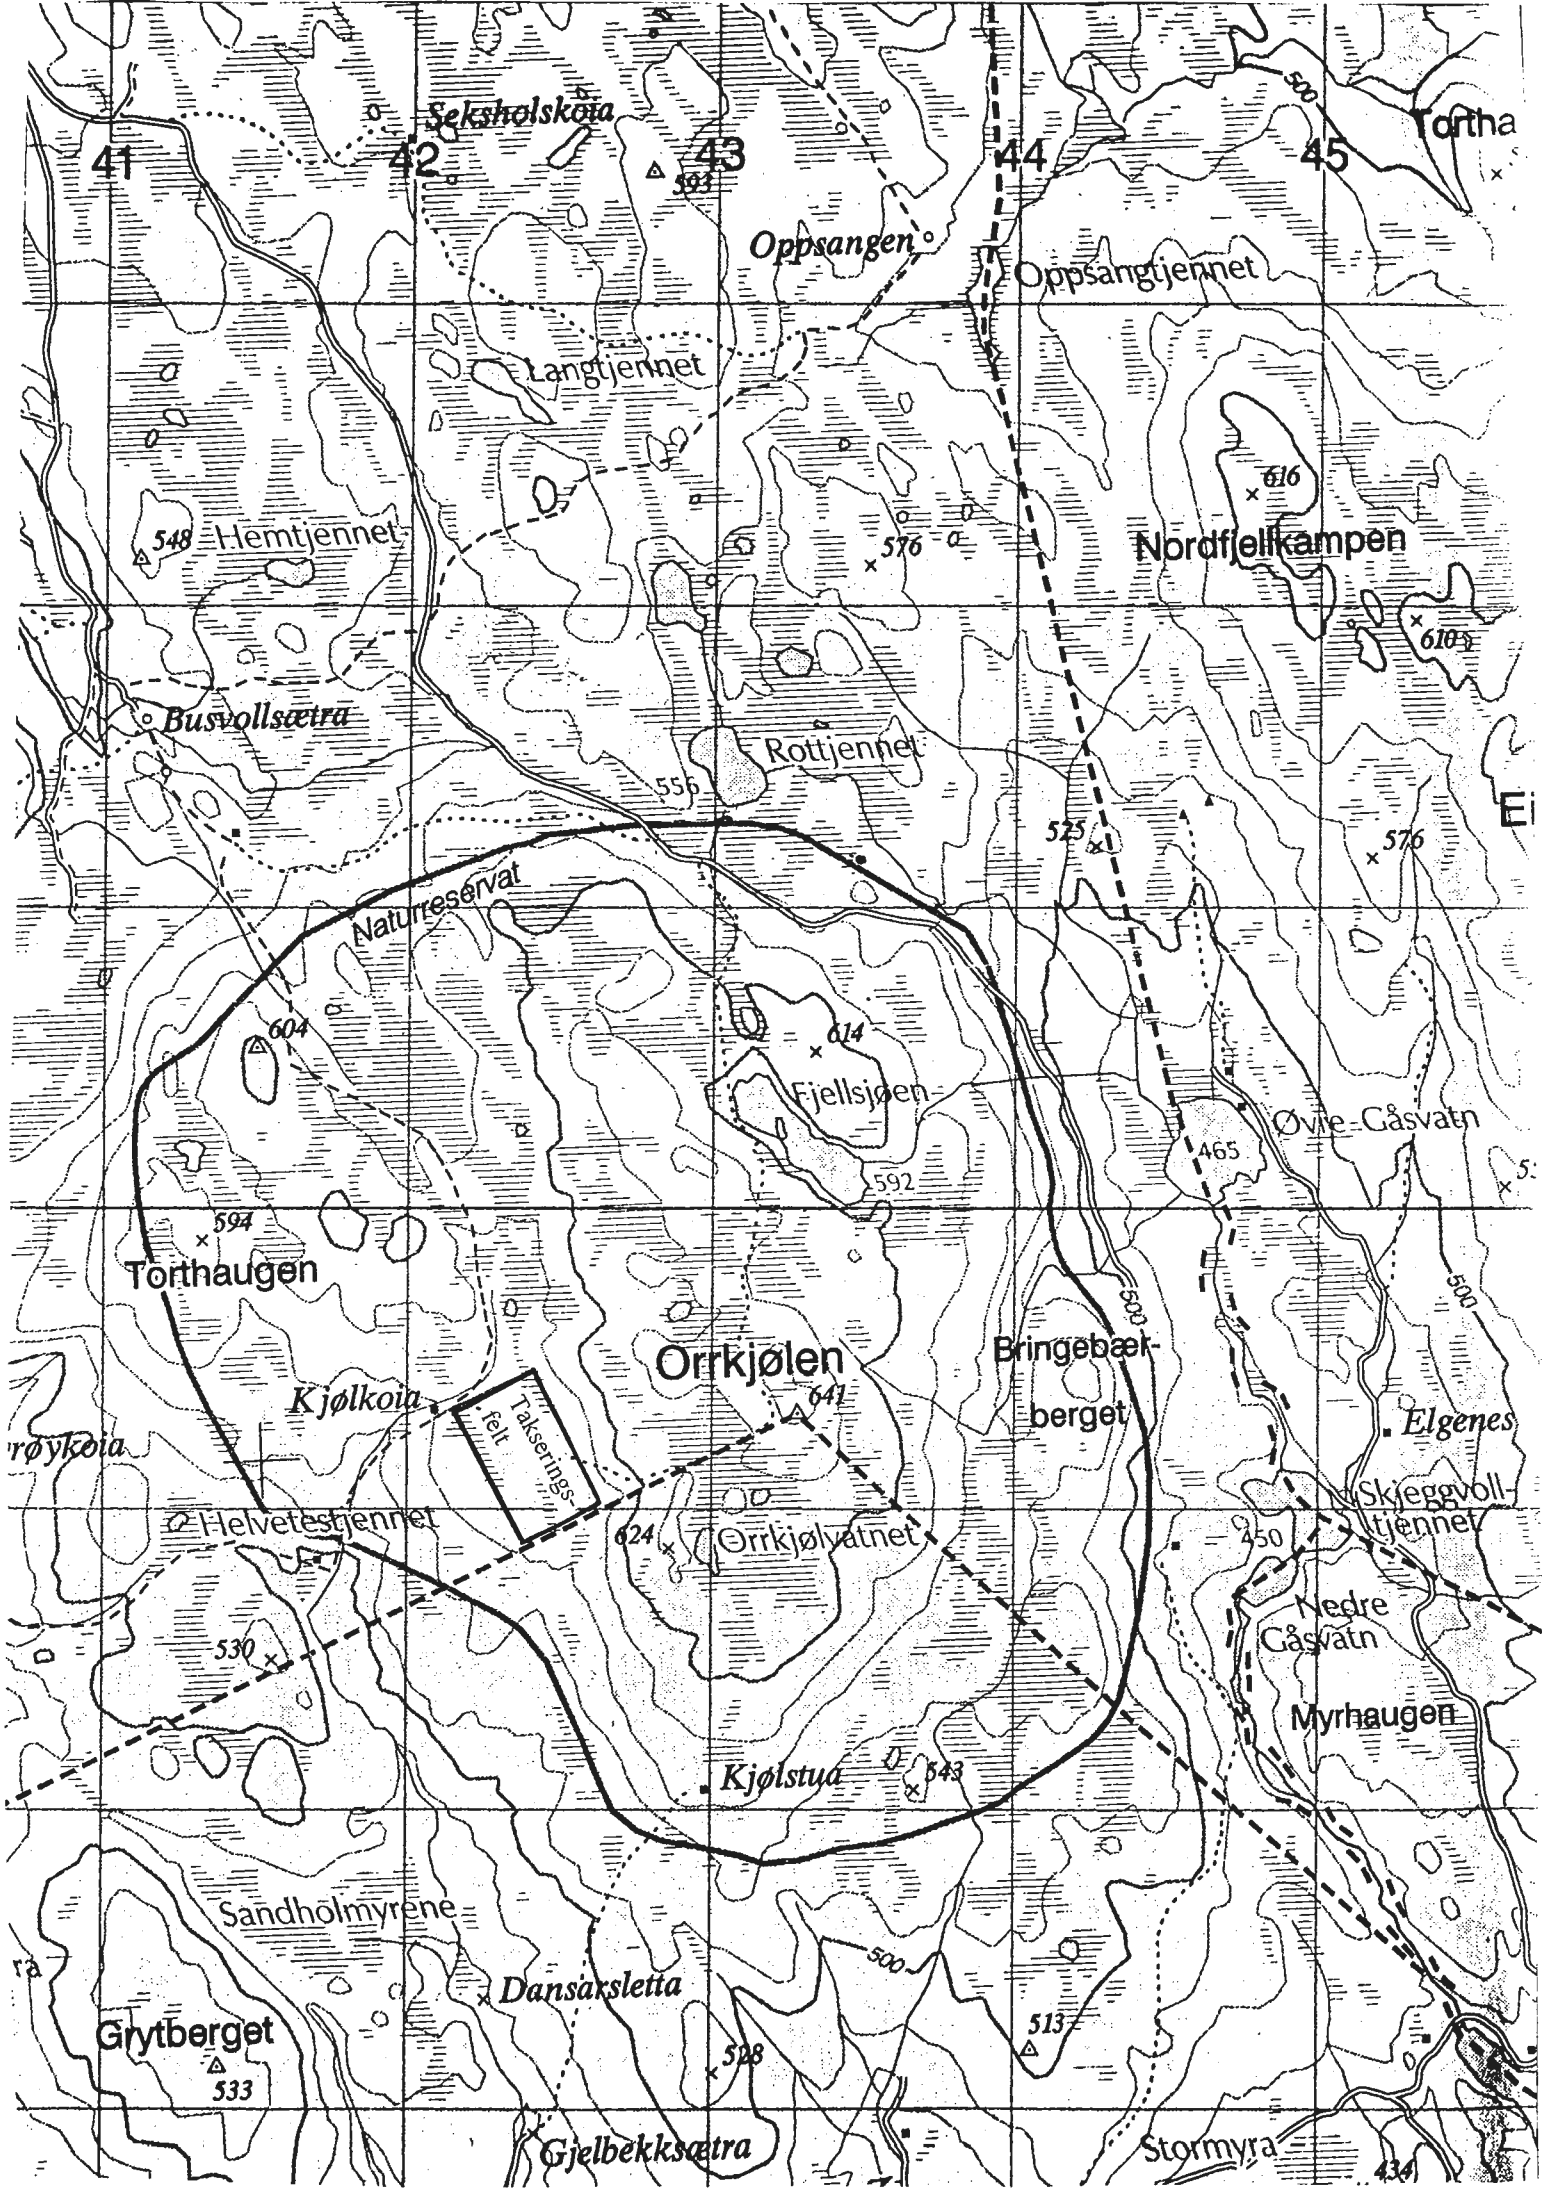 500
Seksholskoia
Tortha
41
42
43
44
45
593
Oppsangen
Oppsangtjennet
Langtjennet
616
548
Hemtjennet
576
Nordfjellkampen
610
Busvollsætra
Rottjennet
556
Ei
525
576
Naturreservat
604
614
Fjellsjøen
Øvre-Gåsvatn
465
592
594
Torthaugen
500
500
Orrkjølen
Bringebær-
berget
641
Kjølkoia
Takserings-
felt
Elgenes
røykoia
Skjeggvoll-
tjennet
Helvetestjennet
624
Orrkjølvatnet
450
Nedre
Gåsvatn
530
Myrhaugen
Kjølstua
543
Sandholmyrene
500
ra
Dansarsletta
Grytberget
513
528
533
Gjelbekksætra
Stormyra
434